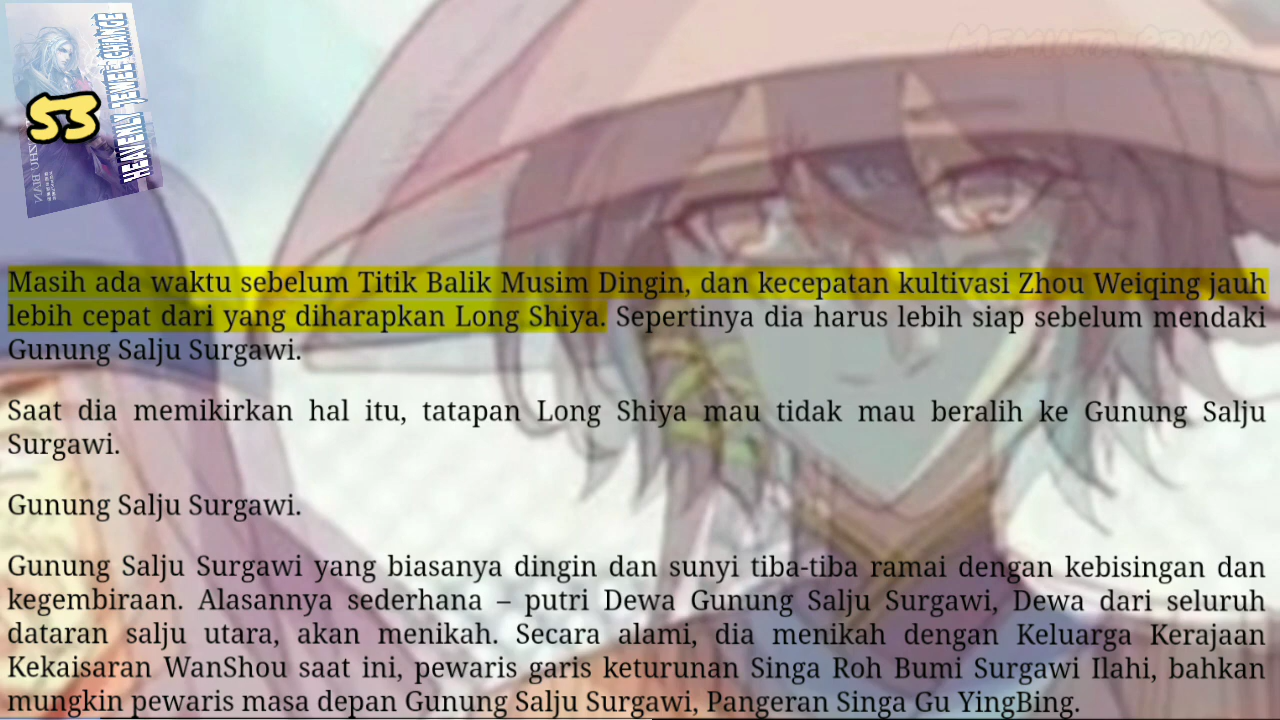 HEAVENLY JEWEL CHANGE
53
Masih ada waktu sebelum Titik Balik Musim Dingin, dan kecepatan kultivasi Zhou Weiqing jauh
lebih cepat dari yang diharapkan Long Shiya. Sepertinya dia harus lebih siap sebelum mendaki
Gunung Salju Surgawi.
Saat dia memikirkan hal itu, tatapan Long Shiya mau tidak mau beralih ke Gunung Salju
Surgawi.
Gunung Salju Surgawi.
Gunung Salju Surgawi yang biasanya dingin dan sunyi tiba-tiba ramai dengan kebisingan dan
kegembiraan. Alasannya sederhana – putri Dewa Gunung Salju Surgawi, Dewa dari seluruh
dataran salju utara, akan menikah. Secara alami, dia menikah dengan Keluarga Kerajaan
Kekaisaran WanShou saat ini, pewaris garis keturunan Singa Roh Bumi Surgawi Ilahi, bahkan
mungkin pewaris masa depan Gunung Salju Surgawi, Pangeran Singa Gu YingBing.